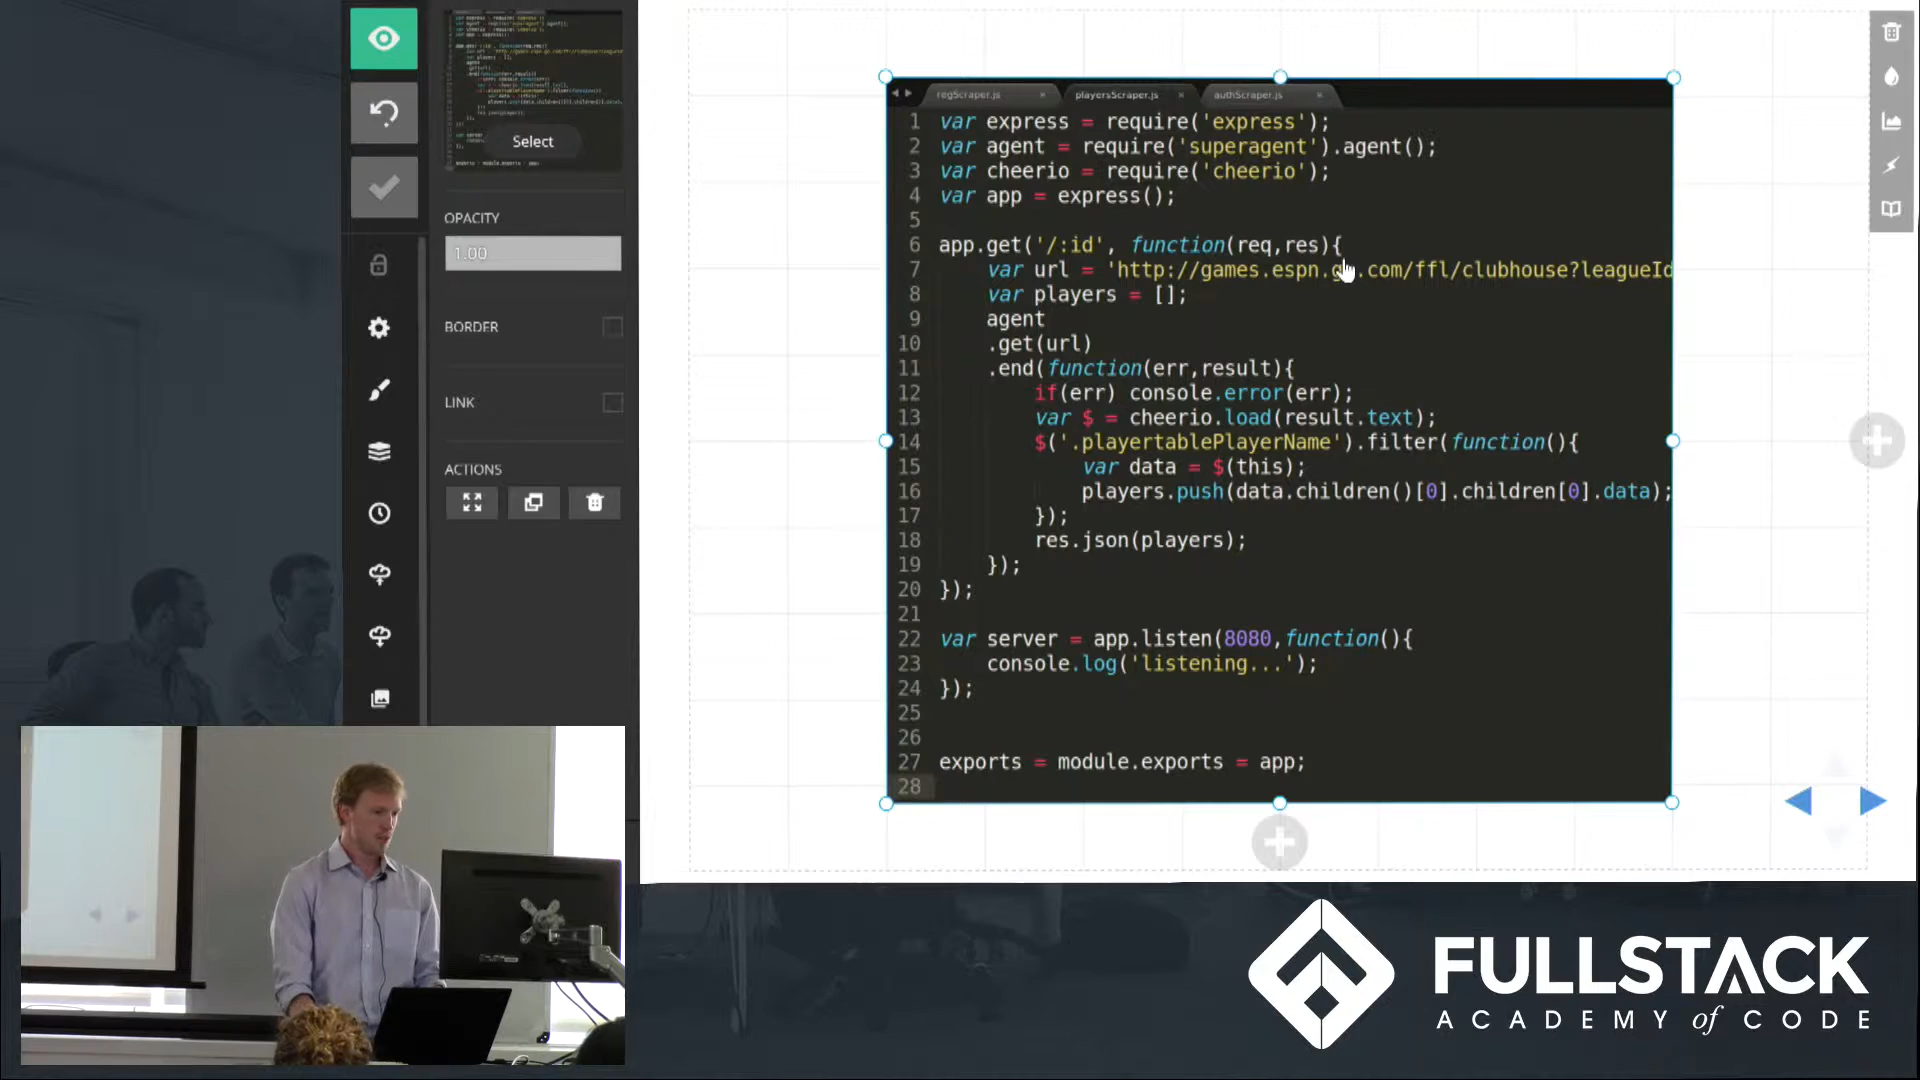 Select
OPACITY
1.00
BORDER
LINK
ACTIONS
regScraper.js × playersScraper.js × authScraper.js ×
1 var express = require('express');
2 var agent = require('superagent').agent();
3 var cheerio = require('cheerio');
4 var app = express();
5
6 app.get('/:id', function(req,res){
7 var url = 'http://games.espn.go.com/ffl/clubhouse?leagueId
8 var players = [];
9 agent
10 .get(url)
11 .end(function(err,result){
12 if(err) console.error(err);
13 var $ = cheerio.load(result.text);
14 $('.playertablePlayerName').filter(function(){
15 var data = $(this);
16 players.push(data.children()[0].children[0].data);
17 });
18 res.json(players);
19 });
20 });
21
22 var server = app.listen(8080,function(){
23 console.log('listening...');
24 });
25
26
27 exports = module.exports = app;
28
FULLSTACK
ACADEMY of CODE